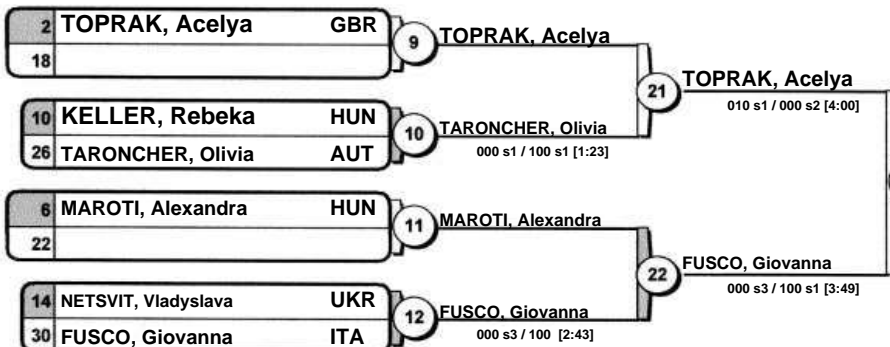 2 TOPRAK, Acelya GBR
18
9
TOPRAK, Acelya
10 KELLER, Rebeka HUN
26 TARONCHER, Olivia AUT
10
TARONCHER, Olivia
000 s1 / 100 s1 [1:23]
21
TOPRAK, Acelya
010 s1 / 000 s2 [4:00]
6 MAROTI, Alexandra HUN
22
11
MAROTI, Alexandra
14 NETSVIT, Vladyslava UKR
30 FUSCO, Giovanna ITA
12
FUSCO, Giovanna
000 s3 / 100 [2:43]
22
FUSCO, Giovanna
000 s3 / 100 s1 [3:49]